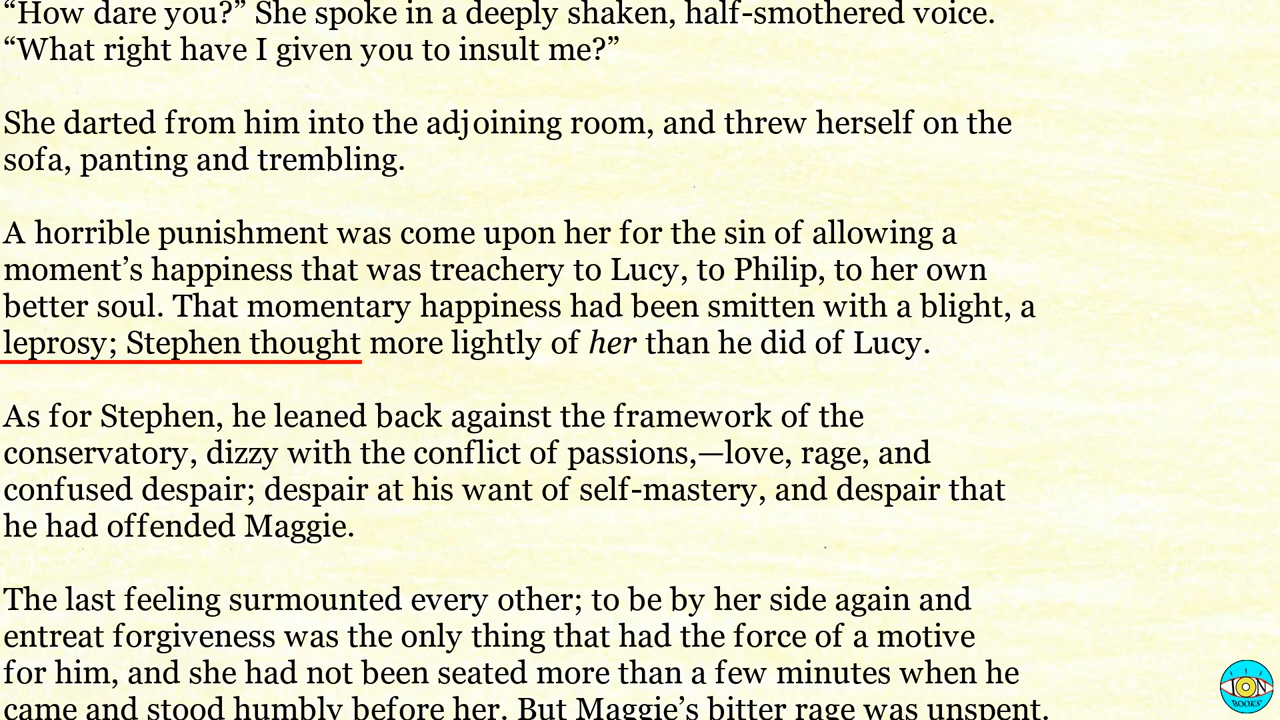 “How dare you?” She spoke in a deeply shaken, half-smothered voice.
“What right have I given you to insult me?”
She darted from him into the adjoining room, and threw herself on the
sofa, panting and trembling.
A horrible punishment was come upon her for the sin of allowing a
moment’s happiness that was treachery to Lucy, to Philip, to her own
better soul. That momentary happiness had been smitten with a blight, a
leprosy; Stephen thought more lightly of her than he did of Lucy.
As for Stephen, he leaned back against the framework of the
conservatory, dizzy with the conflict of passions,—love, rage, and
confused despair; despair at his want of self-mastery, and despair that
he had offended Maggie.
The last feeling surmounted every other; to be by her side again and
entreat forgiveness was the only thing that had the force of a motive
for him, and she had not been seated more than a few minutes when he
came and stood humbly before her. But Maggie’s bitter rage was unspent.
ION
BOOKS